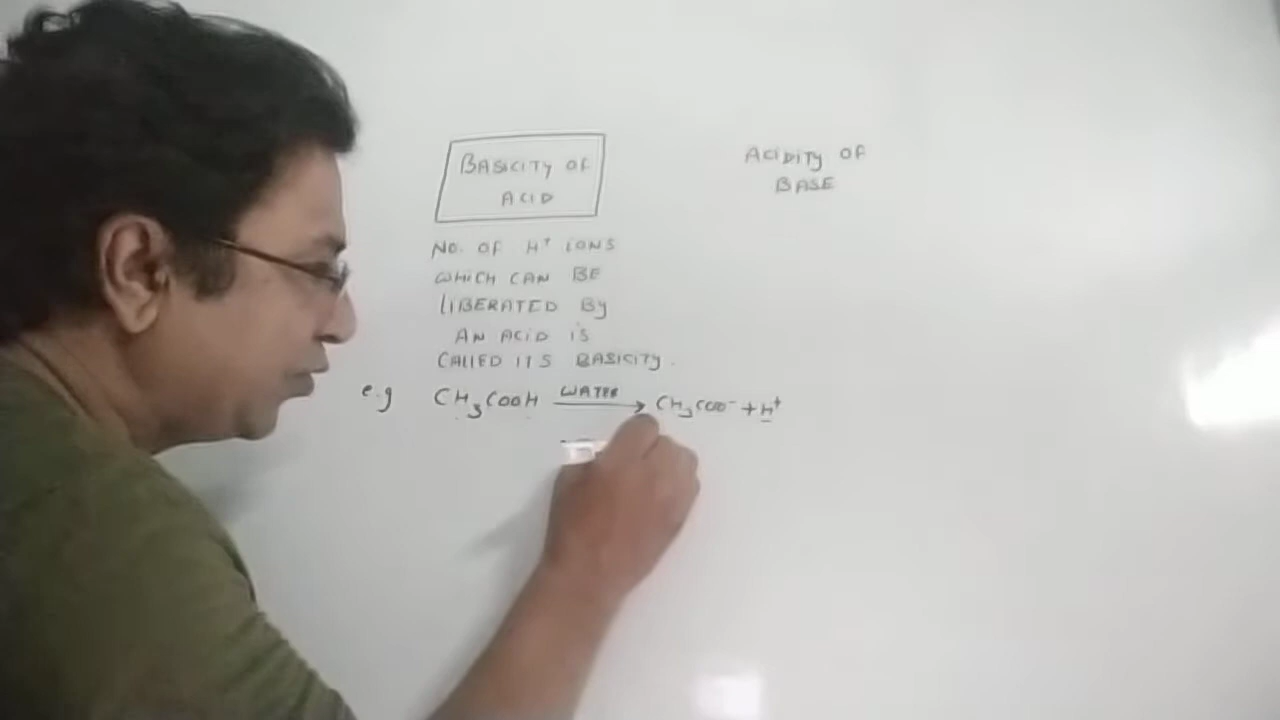 BASICITY OF
ACID
NO. OF H⁺ IONS
WHICH CAN BE
LIBERATED BY
AN ACID IS
CALLED ITS BASICITY.
e.g CH₃COOH WATER → CH₃COO⁻ + H⁺
ACIDITY OF
BASE